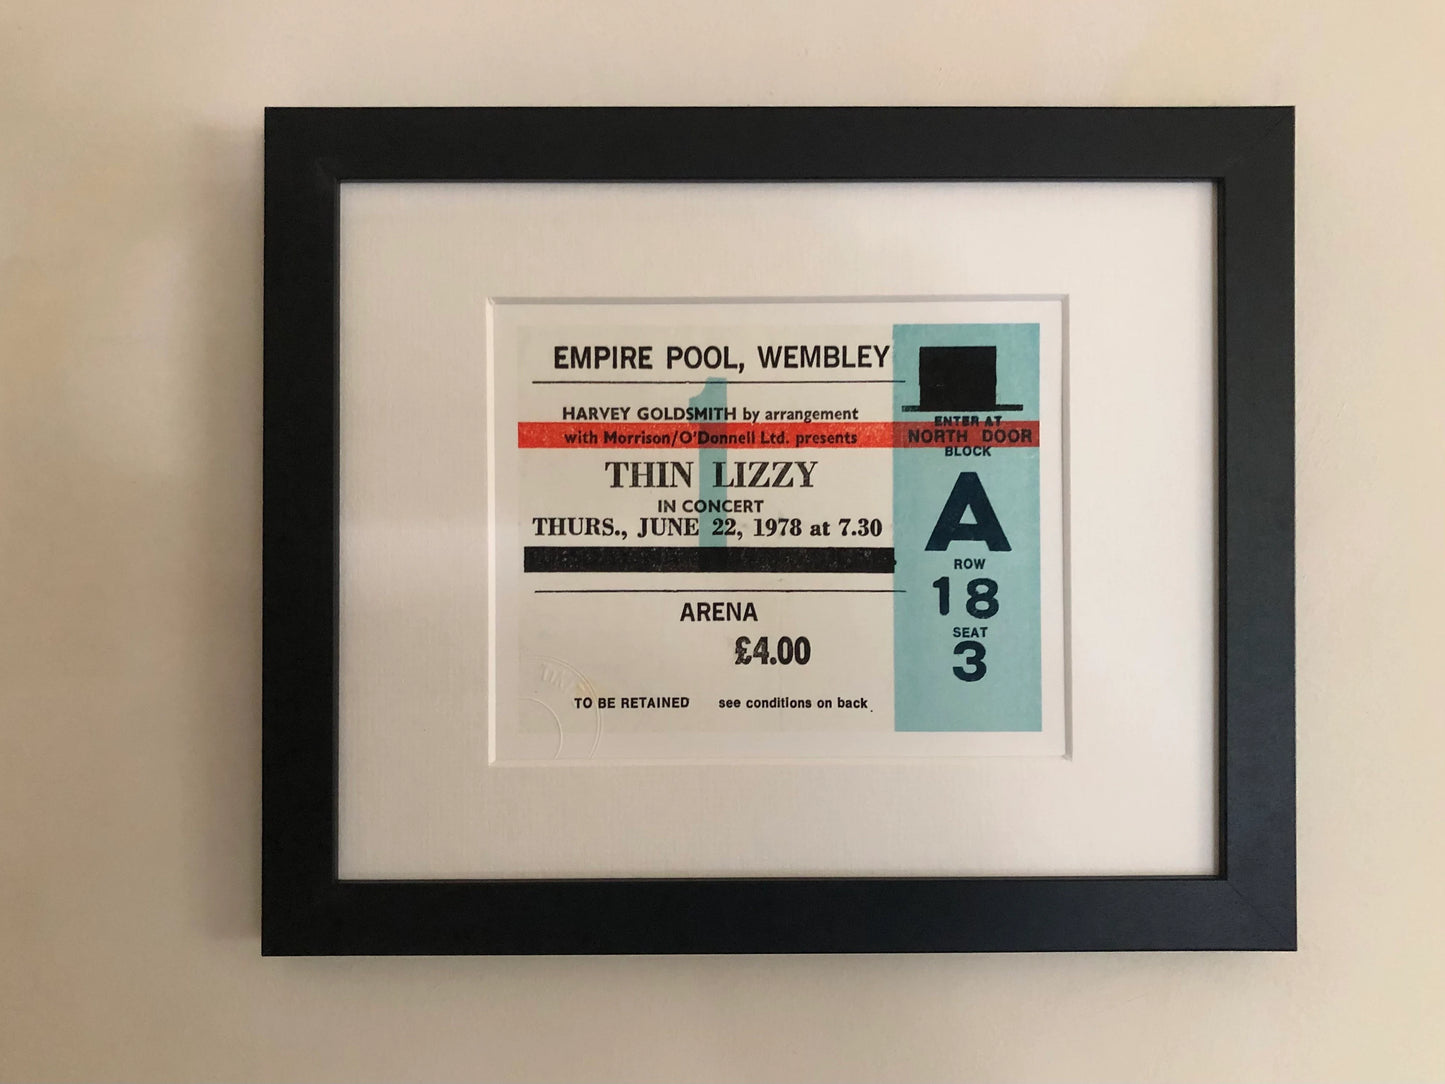 EMPIRE POOL, WEMBLEY
1
HARVEY GOLDSMITH by arrangement
with Morrison/O'Donnell Ltd. presents
THIN LIZZY
IN CONCERT
THURS., JUNE 22, 1978 at 7.30
ARENA
£4.00
TO BE RETAINED see conditions on back
ENTER AT
NORTH DOOR
BLOCK
A
ROW
18
SEAT
3